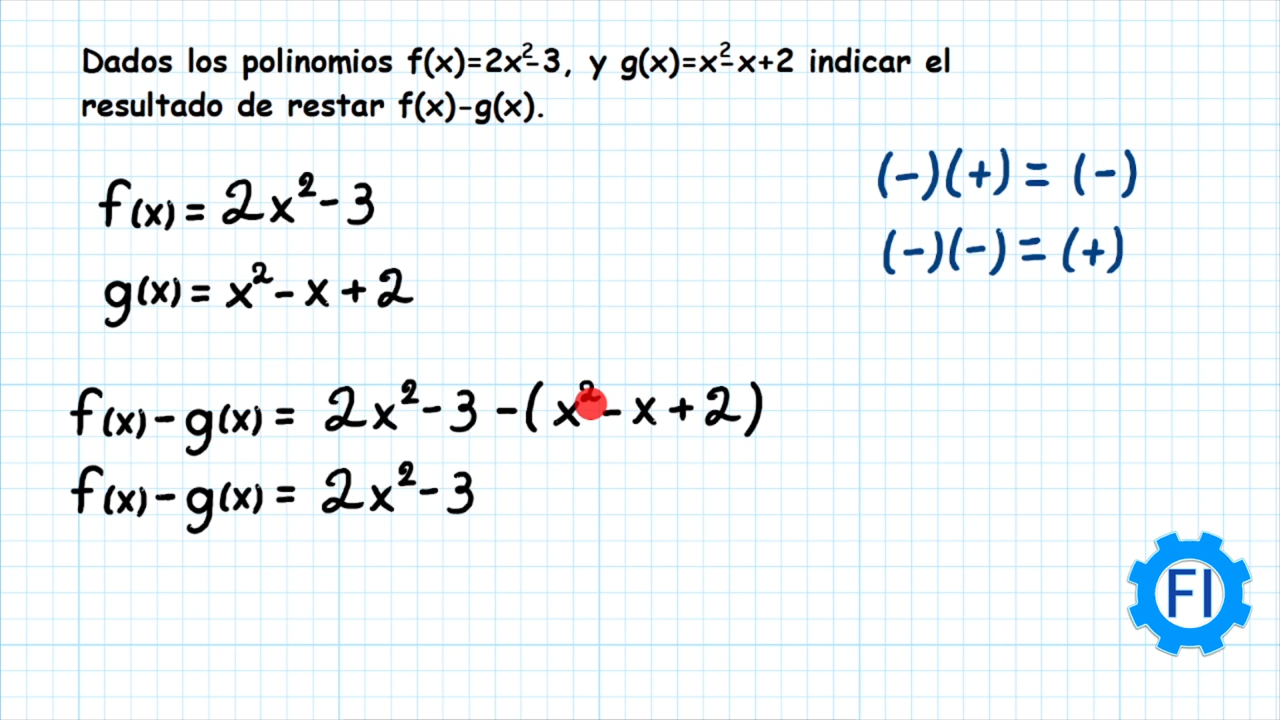 Dados los polinomios f(x)=2x²-3, y g(x)=x²-x+2 indicar el
resultado de restar f(x)-g(x).
(-)(+) = (-)
f(x) = 2x² - 3
(-)(-) = (+)
g(x) = x² - x + 2
f(x) - g(x) = 2x² - 3 - (x² - x + 2)
f(x) - g(x) = 2x² - 3
FI